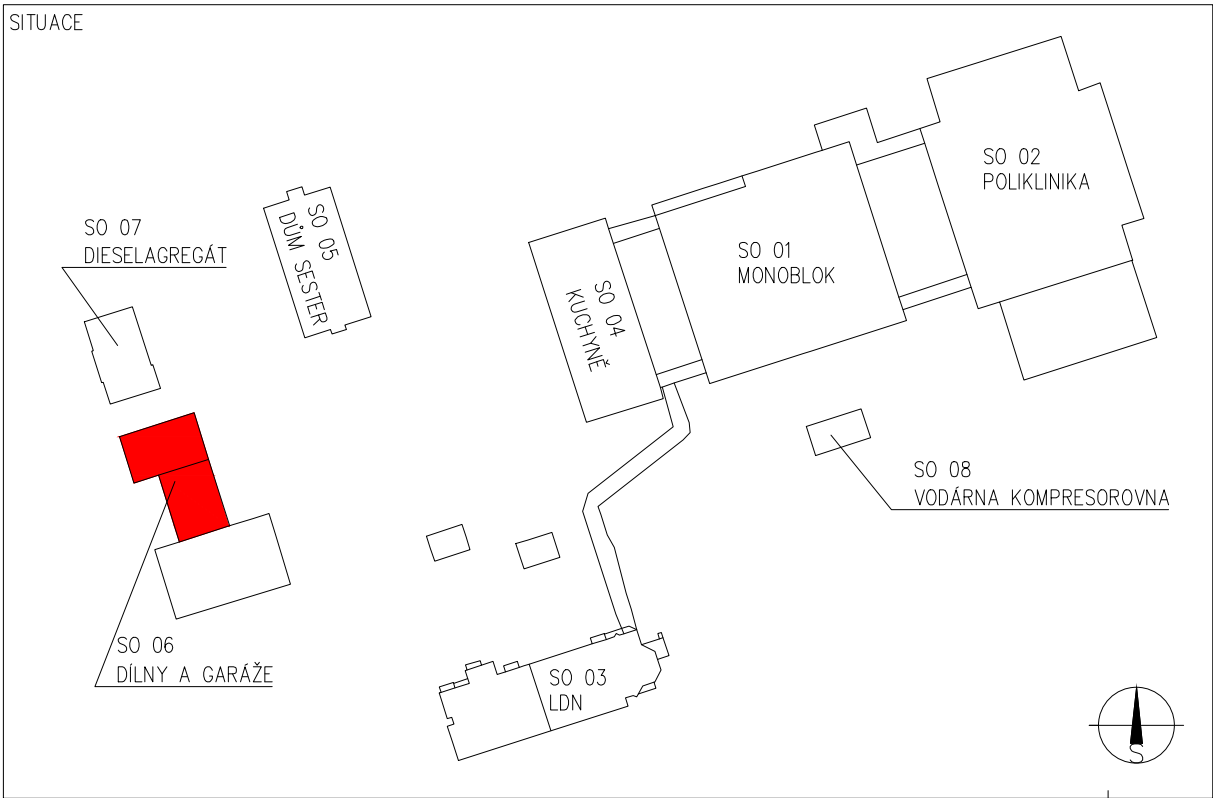 SITUACE
SO 02
POLIKLINIKA
SO 07
DIESELAGREGÁT
SO 05
DŮM SESTER
SO 01
MONOBLOK
SO 04
KUCHYNĚ
SO 08
VODÁRNA KOMPRESOROVNA
SO 06
DÍLNY A GARÁŽE
SO 03
LDN
S